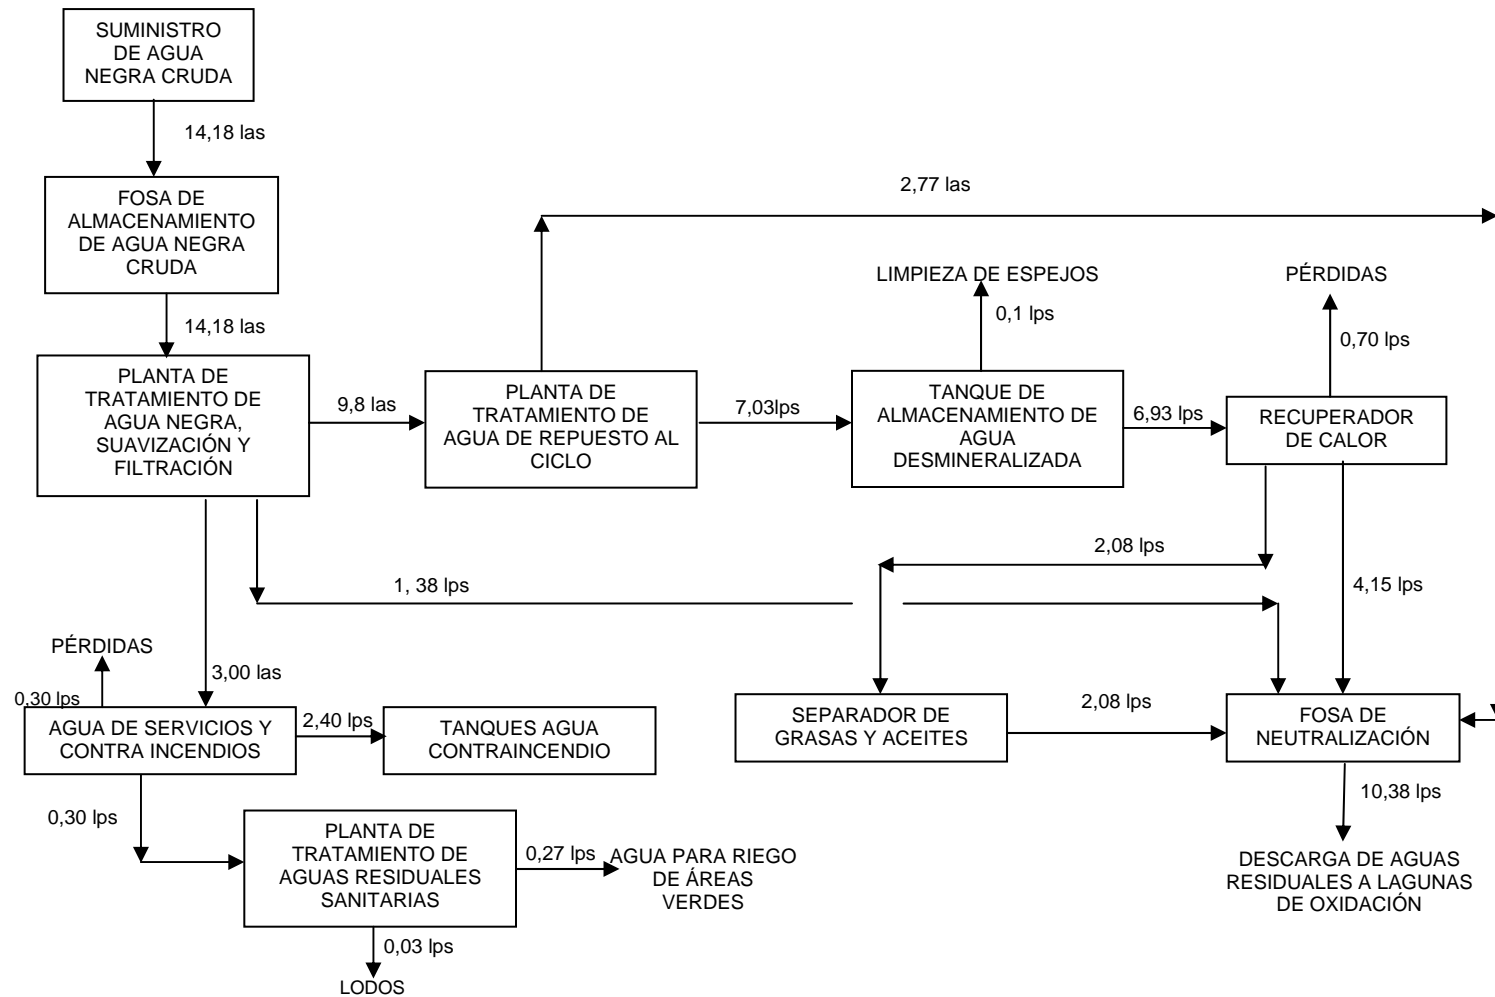 SUMINISTRO
DE AGUA
NEGRA CRUDA
14,18 las
FOSA DE
ALMACENAMIENTO
DE AGUA NEGRA
CRUDA
2,77 las
LIMPIEZA DE ESPEJOS
PÉRDIDAS
14,18 las
0,1 lps
0,70 lps
PLANTA DE
TRATAMIENTO DE
AGUA NEGRA,
SUAVIZACIÓN Y
FILTRACIÓN
9,8 las
PLANTA DE
TRATAMIENTO DE
AGUA DE REPUESTO AL
CICLO
7,03lps
TANQUE DE
ALMACENAMIENTO DE
AGUA
DESMINERALIZADA
6,93 lps
RECUPERADOR
DE CALOR
2,08 lps
1, 38 lps
4,15 lps
PÉRDIDAS
3,00 las
0,30 lps
AGUA DE SERVICIOS Y
CONTRA INCENDIOS
2,40 lps
TANQUES AGUA
CONTRAINCENDIO
SEPARADOR DE
GRASAS Y ACEITES
2,08 lps
FOSA DE
NEUTRALIZACIÓN
10,38 lps
0,30 lps
PLANTA DE
TRATAMIENTO DE
AGUAS RESIDUALES
SANITARIAS
0,27 lps
AGUA PARA RIEGO
DE ÁREAS
VERDES
DESCARGA DE AGUAS
RESIDUALES A LAGUNAS
DE OXIDACIÓN
0,03 lps
LODOS